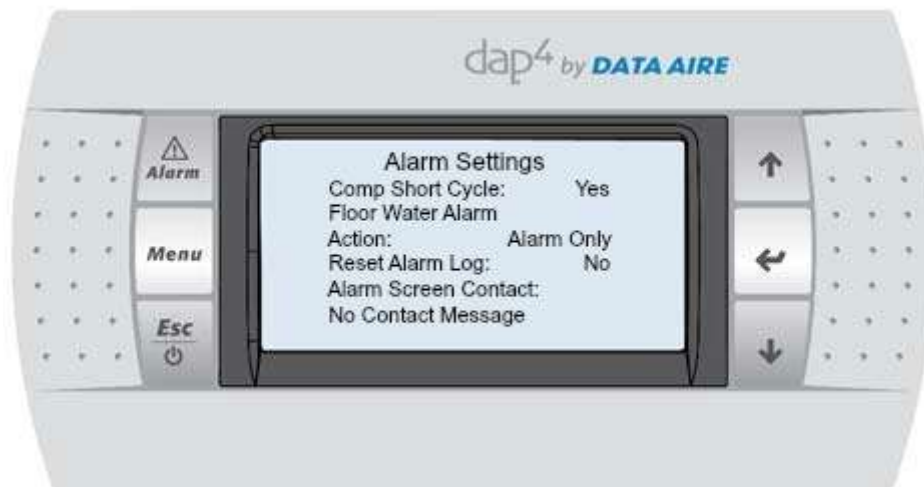 dap4 by DATA AIRE
Alarm
Menu
Esc
Alarm Settings
Comp Short Cycle: Yes
Floor Water Alarm
Action: Alarm Only
Reset Alarm Log: No
Alarm Screen Contact:
No Contact Message